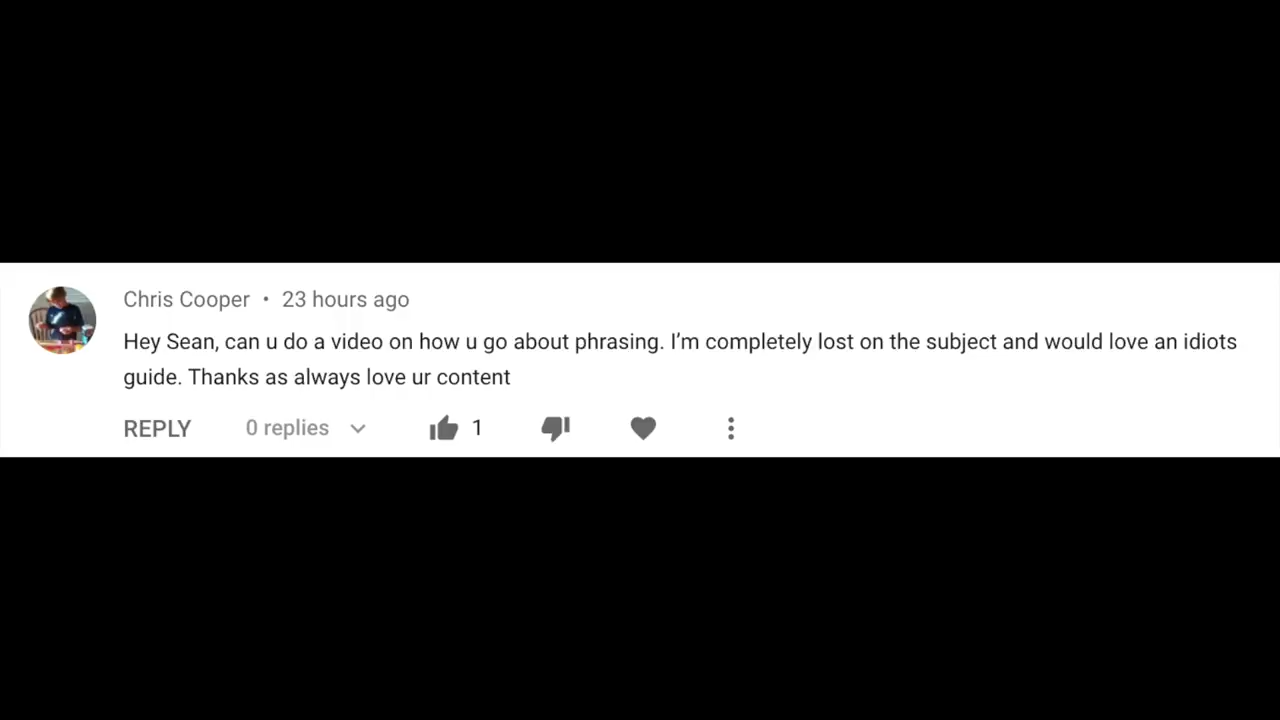 Chris Cooper • 23 hours ago
Hey Sean, can u do a video on how u go about phrasing. I’m completely lost on the subject and would love an idiots
guide. Thanks as always love ur content
REPLY 0 replies 1